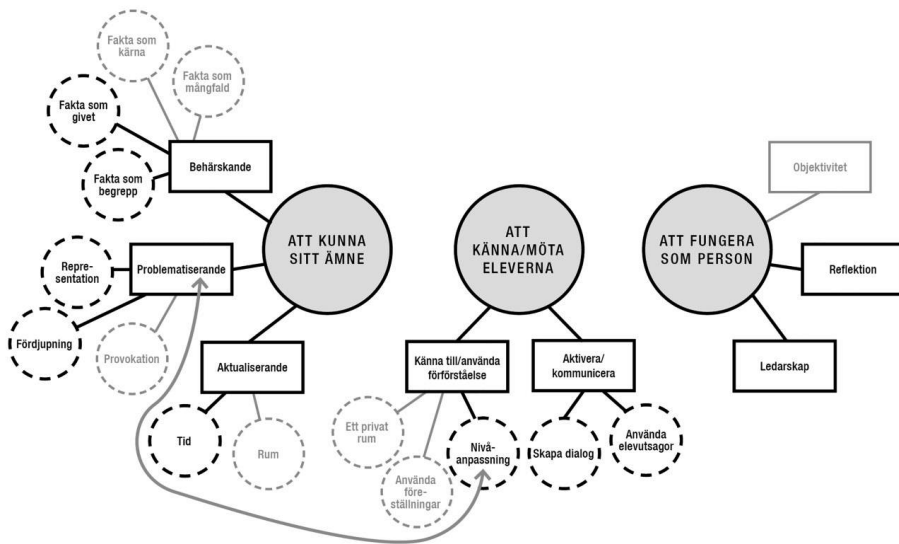 Fakta som
kärna
Fakta som
mångfald
Fakta som
givet
Fakta som
begrepp
Behärskande
Objektivitet
ATT KUNNA
SITT ÄMNE
ATT
KÄNNA/MÖTA
ELEVERNA
ATT FUNGERA
SOM PERSON
Repre-
sentation
Problematiserande
Reflektion
Fördjupning
Provokation
Aktualiserande
Känna till/använda
förförståelse
Aktivera/
kommunicera
Ledarskap
Tid
Rum
Ett privat
rum
Använda
före-
ställningar
Nivå-
anpassning
Skapa dialog
Använda
elevutsagor